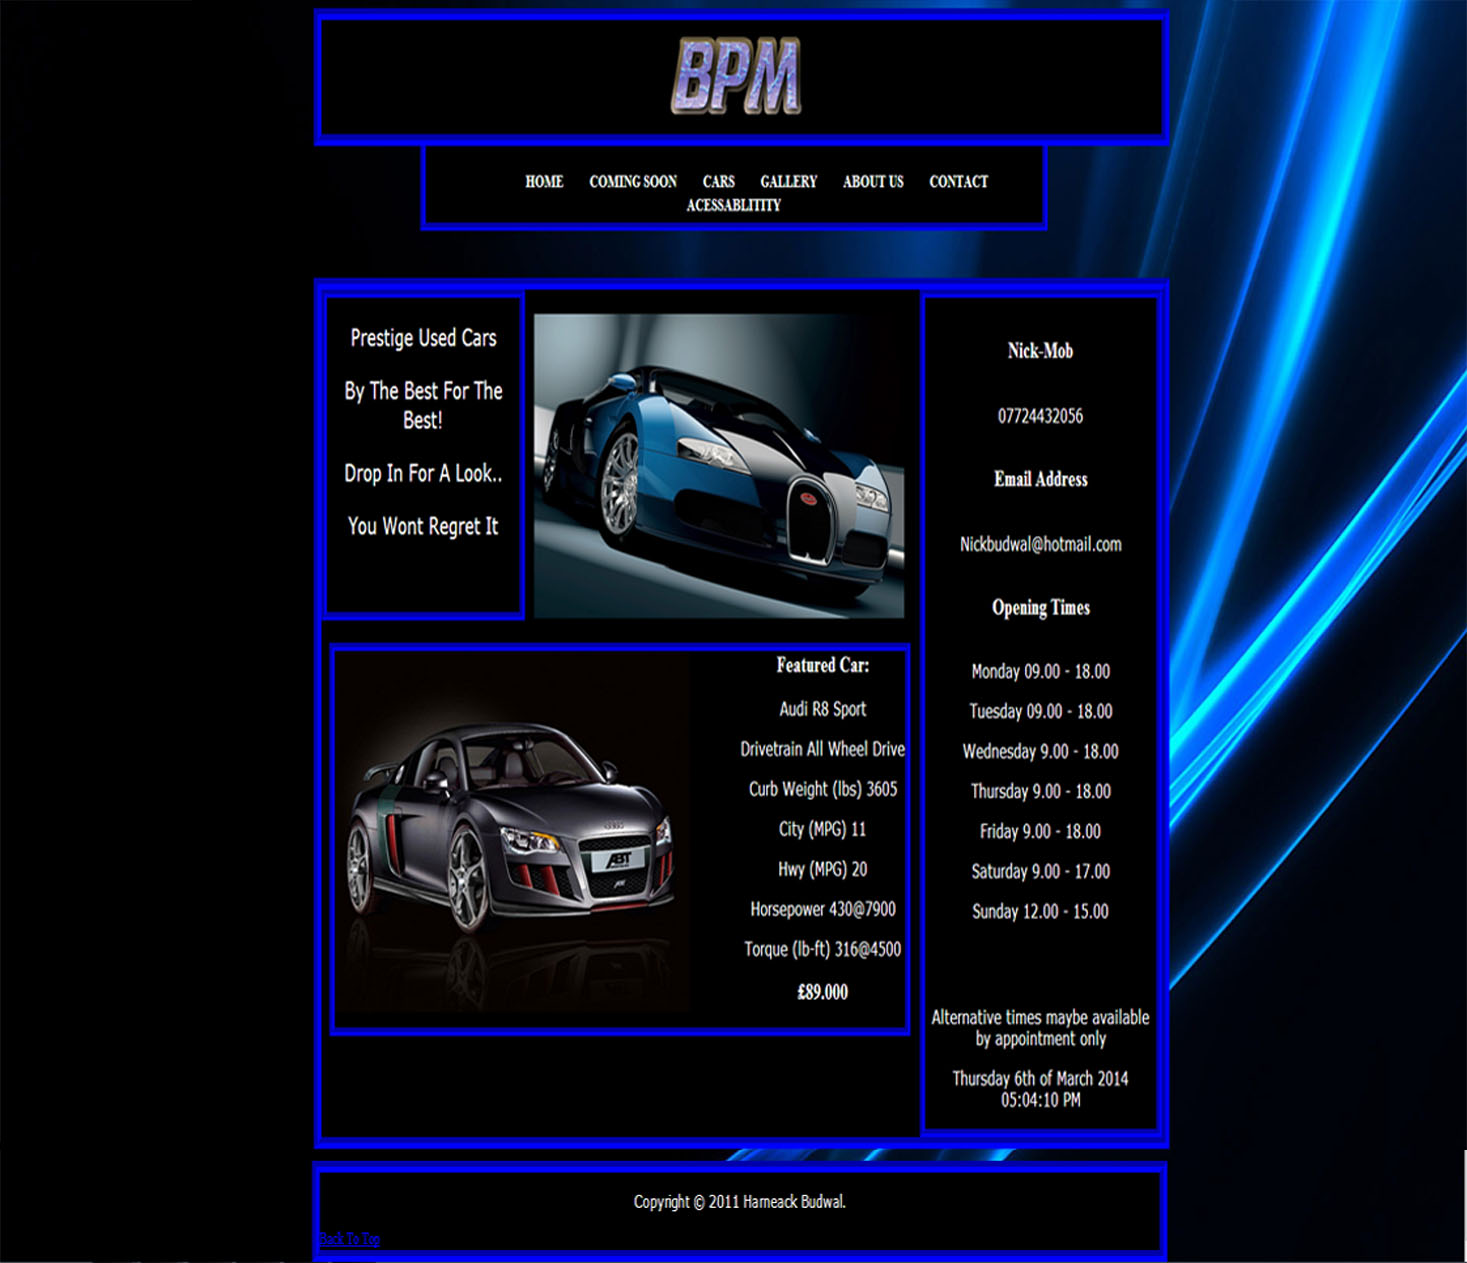 BPM
HOME COMING SOON CARS GALLERY ABOUT US CONTACT
ACESSABLITITY
Prestige Used Cars
By The Best For The
Best!
Drop In For A Look..
You Wont Regret It
Featured Car:
Audi R8 Sport
Drivetrain All Wheel Drive
Curb Weight (lbs) 3605
City (MPG) 11
Hwy (MPG) 20
Horsepower 430@7900
Torque (lb-ft) 316@4500
£89.000
ABT
Nick-Mob
07724432056
Email Address
Nickbudwal@hotmail.com
Opening Times
Monday 09.00 - 18.00
Tuesday 09.00 - 18.00
Wednesday 9.00 - 18.00
Thursday 9.00 - 18.00
Friday 9.00 - 18.00
Saturday 9.00 - 17.00
Sunday 12.00 - 15.00
Alternative times maybe available
by appointment only
Thursday 6th of March 2014
05:04:10 PM
Copyright © 2011 Harneack Budwal.
Back To Top